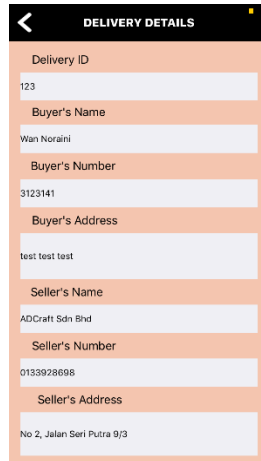 DELIVERY DETAILS
Delivery ID
123
Buyer's Name
Wan Noraini
Buyer's Number
3123141
Buyer's Address
test test test
Seller's Name
ADCraft Sdn Bhd
Seller's Number
0133928698
Seller's Address
No 2, Jalan Seri Putra 9/3